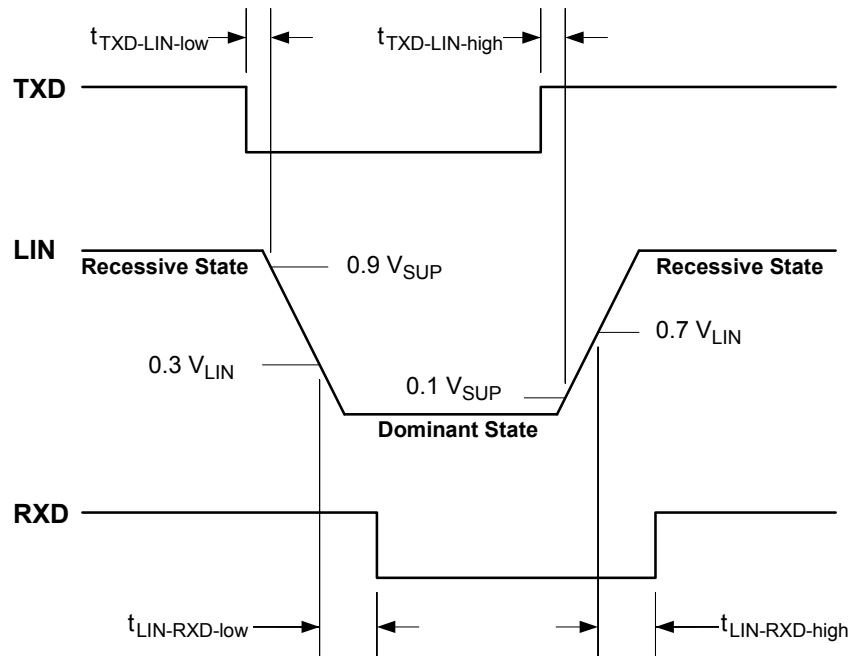 tTXD-LIN-low
tTXD-LIN-high
TXD
LIN
Recessive State
0.9 VSUP
Recessive State
0.7 VLIN
0.3 VLIN
0.1 VSUP
Dominant State
RXD
tLIN-RXD-low
tLIN-RXD-high